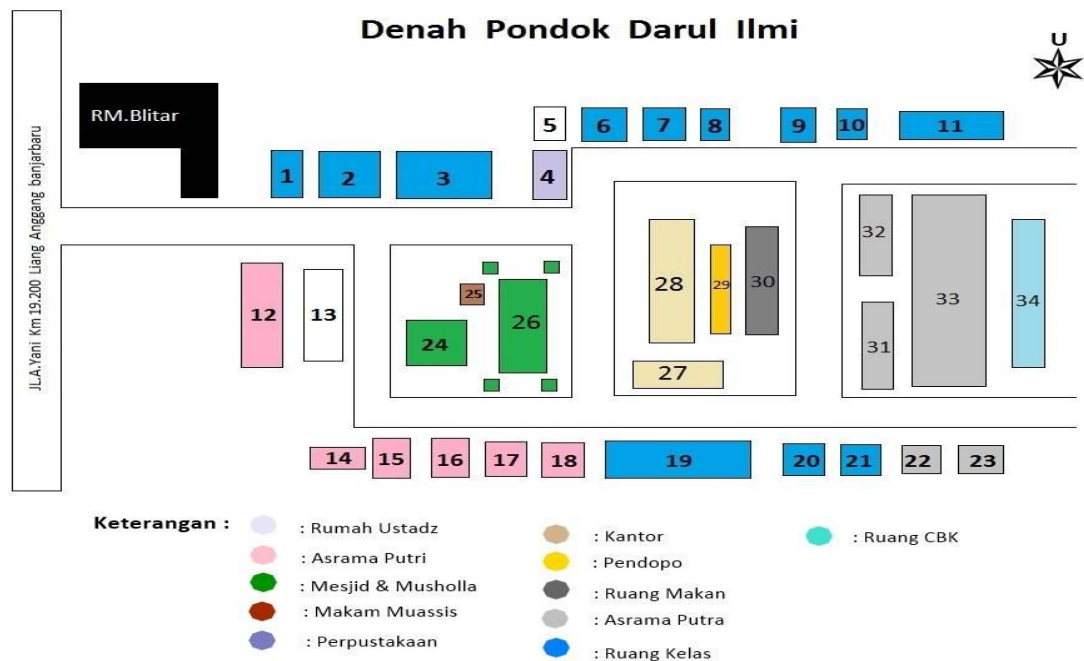 Denah Pondok Darul Ilmi
U
RM.Blitar
JL.A.Yani Km 19.200 Liang Anggang banjarbaru
5
6
7
8
9
10
11
1
2
3
4
12
13
25
24
26
28
29
30
27
32
33
34
31
14
15
16
17
18
19
20
21
22
23
Keterangan :
: Rumah Ustadz
: Asrama Putri
: Mesjid & Musholla
: Makam Muassis
: Perpustakaan
: Kantor
: Pendopo
: Ruang Makan
: Asrama Putra
: Ruang Kelas
: Ruang CBK